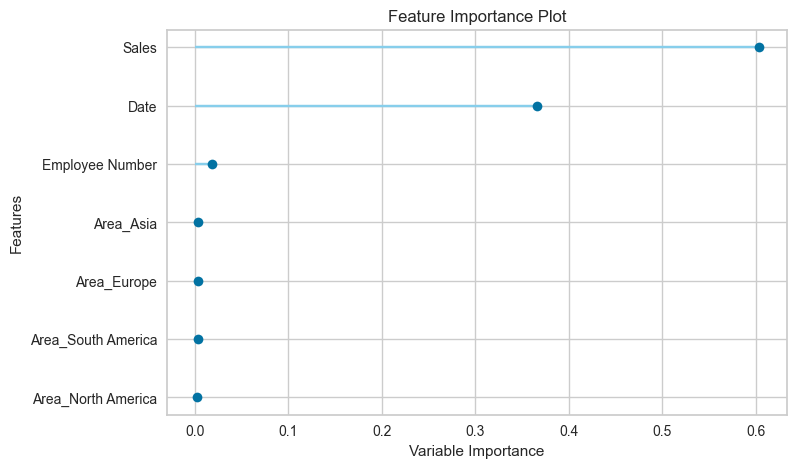 Feature Importance Plot
Features
Sales
Date
Employee Number
Area_Asia
Area_Europe
Area_South America
Area_North America
0.0 0.1 0.2 0.3 0.4 0.5 0.6
Variable Importance